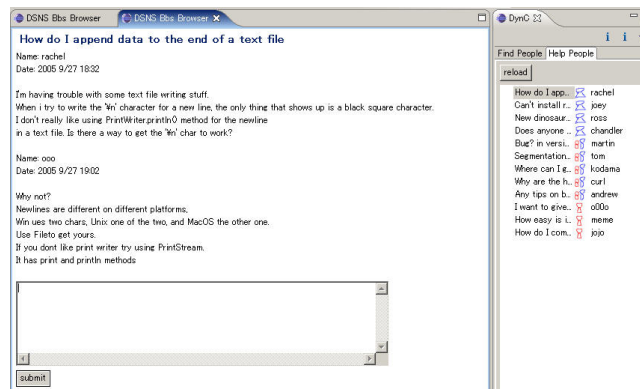 DSNS Bbs Browser
DSNS Bbs Browser
How do I append data to the end of a text file
Name: rachel
Date: 2005 9/27 18:32
I'm having trouble with some text file writing stuff.
When i try to write the '¥n' character for a new line, the only thing that shows up is a black square character.
I don't really like using PrintWriter.println() method for the newline
in a text file. Is there a way to get the '¥n' char to work?
Name: ooo
Date: 2005 9/27 19:02
Why not?
Newlines are different on different platforms,
Win ues two chars, Unix one of the two, and MacOS the other one.
Use Fileto get yours.
If you dont like print writer try using PrintStream.
It has print and println methods
submit
DynC
Find People Help People
reload
How do I app... rachel
Can't install r... joey
New dinosaur... ross
Does anyone ... chandler
Bug? in versi... martin
Segmentation... tom
Where can I g... kodama
Why are the h... curl
Any tips on b... andrew
I want to give... o00o
How easy is i... meme
How do I com... jojo